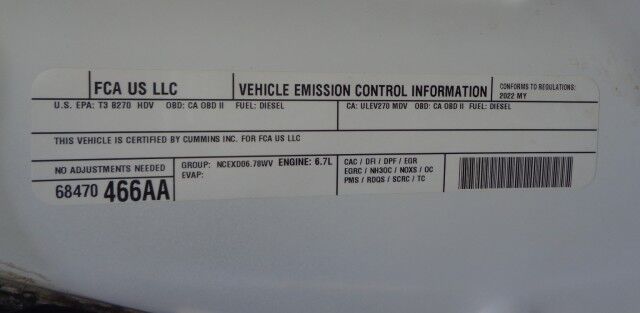 FCA US LLC
VEHICLE EMISSION CONTROL INFORMATION
CONFORMS TO REGULATIONS:
2022 MY
U.S. EPA: T3 B270 HDV OBD: CA OBD II FUEL: DIESEL
CA: ULEV270 MDV OBD: CA OBD II FUEL: DIESEL
THIS VEHICLE IS CERTIFIED BY CUMMINS INC. FOR FCA US LLC
NO ADJUSTMENTS NEEDED
68470 466AA
GROUP: NCEXD06.78WV ENGINE: 6.7L
EVAP:
CAC / DFI / DPF / EGR
EGRC / NH3OC / NOXS / OC
PMS / RDQS / SCRC / TC